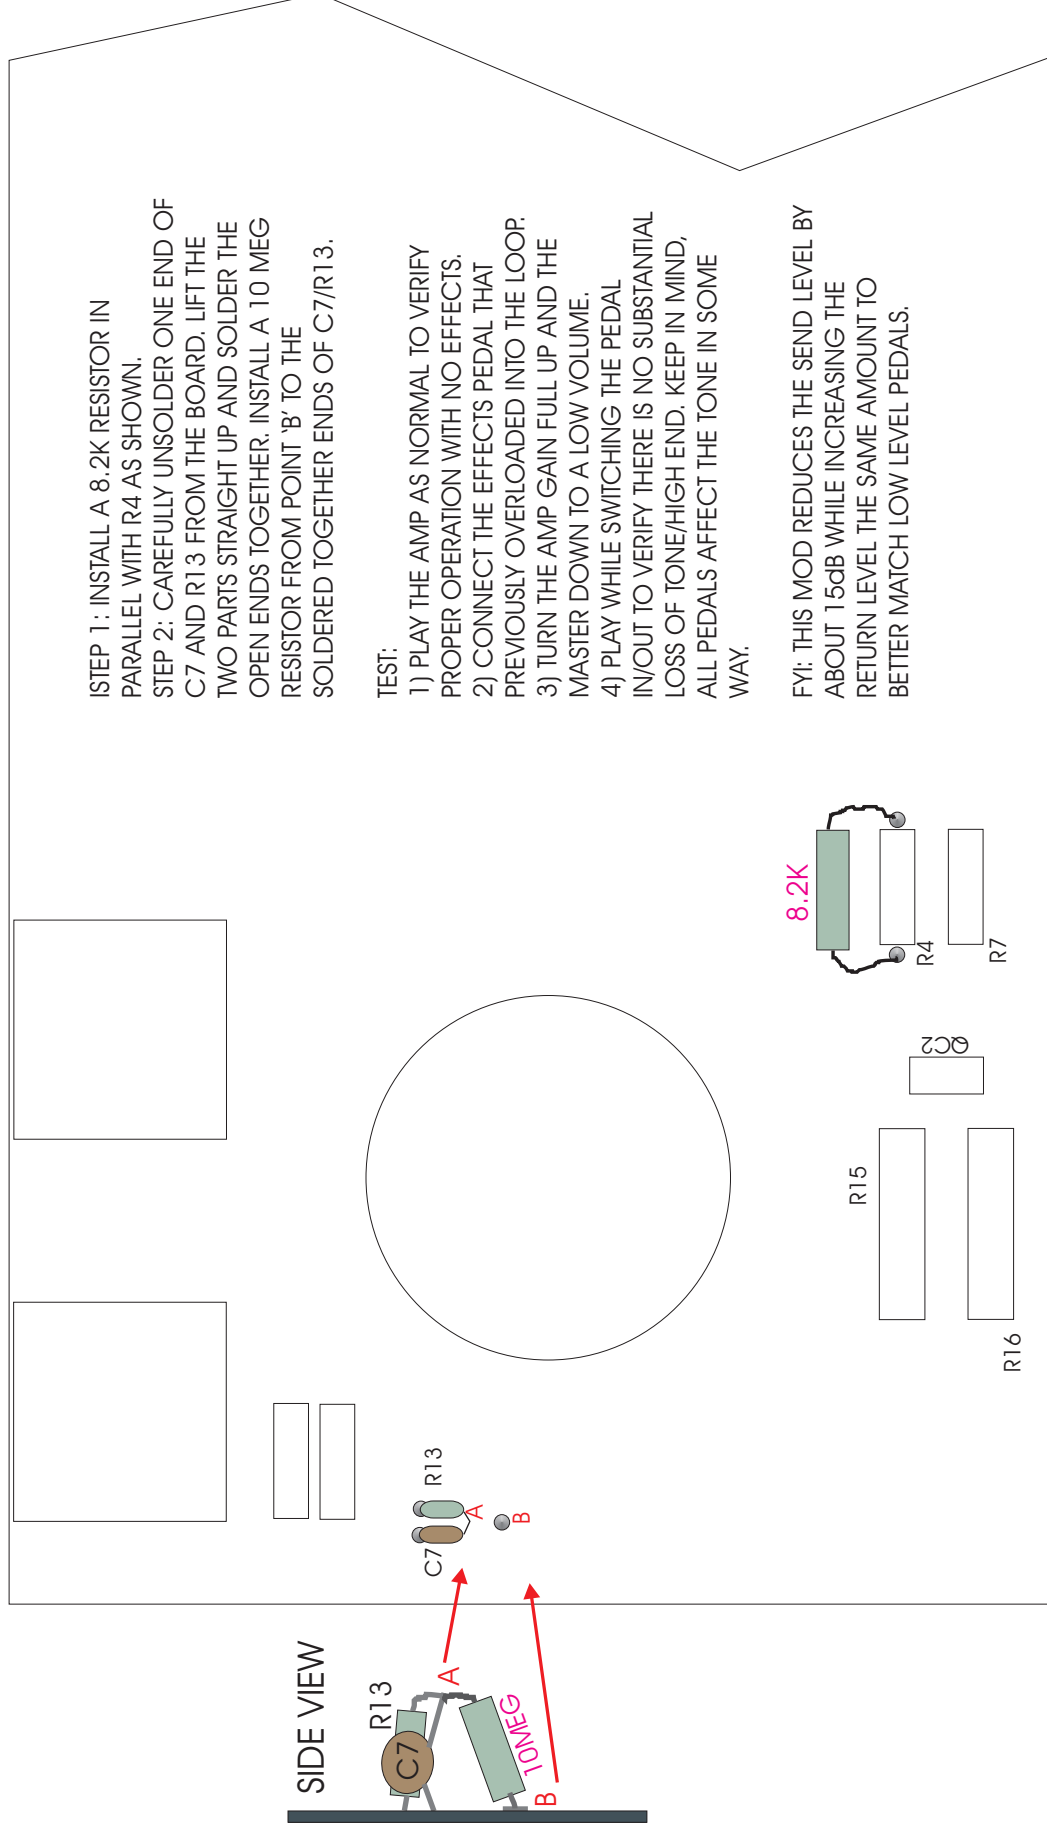 ISTEP 1: INSTALL A 8.2K RESISTOR IN
PARALLEL WITH R4 AS SHOWN.
STEP 2: CAREFULLY UNSOLDER ONE END OF
C7 AND R13 FROM THE BOARD. LIFT THE
TWO PARTS STRAIGHT UP AND SOLDER THE
OPEN ENDS TOGETHER. INSTALL A 10 MEG
RESISTOR FROM POINT 'B' TO THE
SOLDERED TOGETHER ENDS OF C7/R13.
TEST:
1) PLAY THE AMP AS NORMAL TO VERIFY
PROPER OPERATION WITH NO EFFECTS.
2) CONNECT THE EFFECTS PEDAL THAT
PREVIOUSLY OVERLOADED INTO THE LOOP.
3) TURN THE AMP GAIN FULL UP AND THE
MASTER DOWN TO A LOW VOLUME.
4) PLAY WHILE SWITCHING THE PEDAL
IN/OUT TO VERIFY THERE IS NO SUBSTANTIAL
LOSS OF TONE/HIGH END. KEEP IN MIND,
ALL PEDALS AFFECT THE TONE IN SOME
WAY.
FYI: THIS MOD REDUCES THE SEND LEVEL BY
ABOUT 15dB WHILE INCREASING THE
RETURN LEVEL THE SAME AMOUNT TO
BETTER MATCH LOW LEVEL PEDALS.
8.2K
R4
R7
QC2
R15
R16
R13
C7
A
B
SIDE VIEW
R13
C7
A
10MEG
B